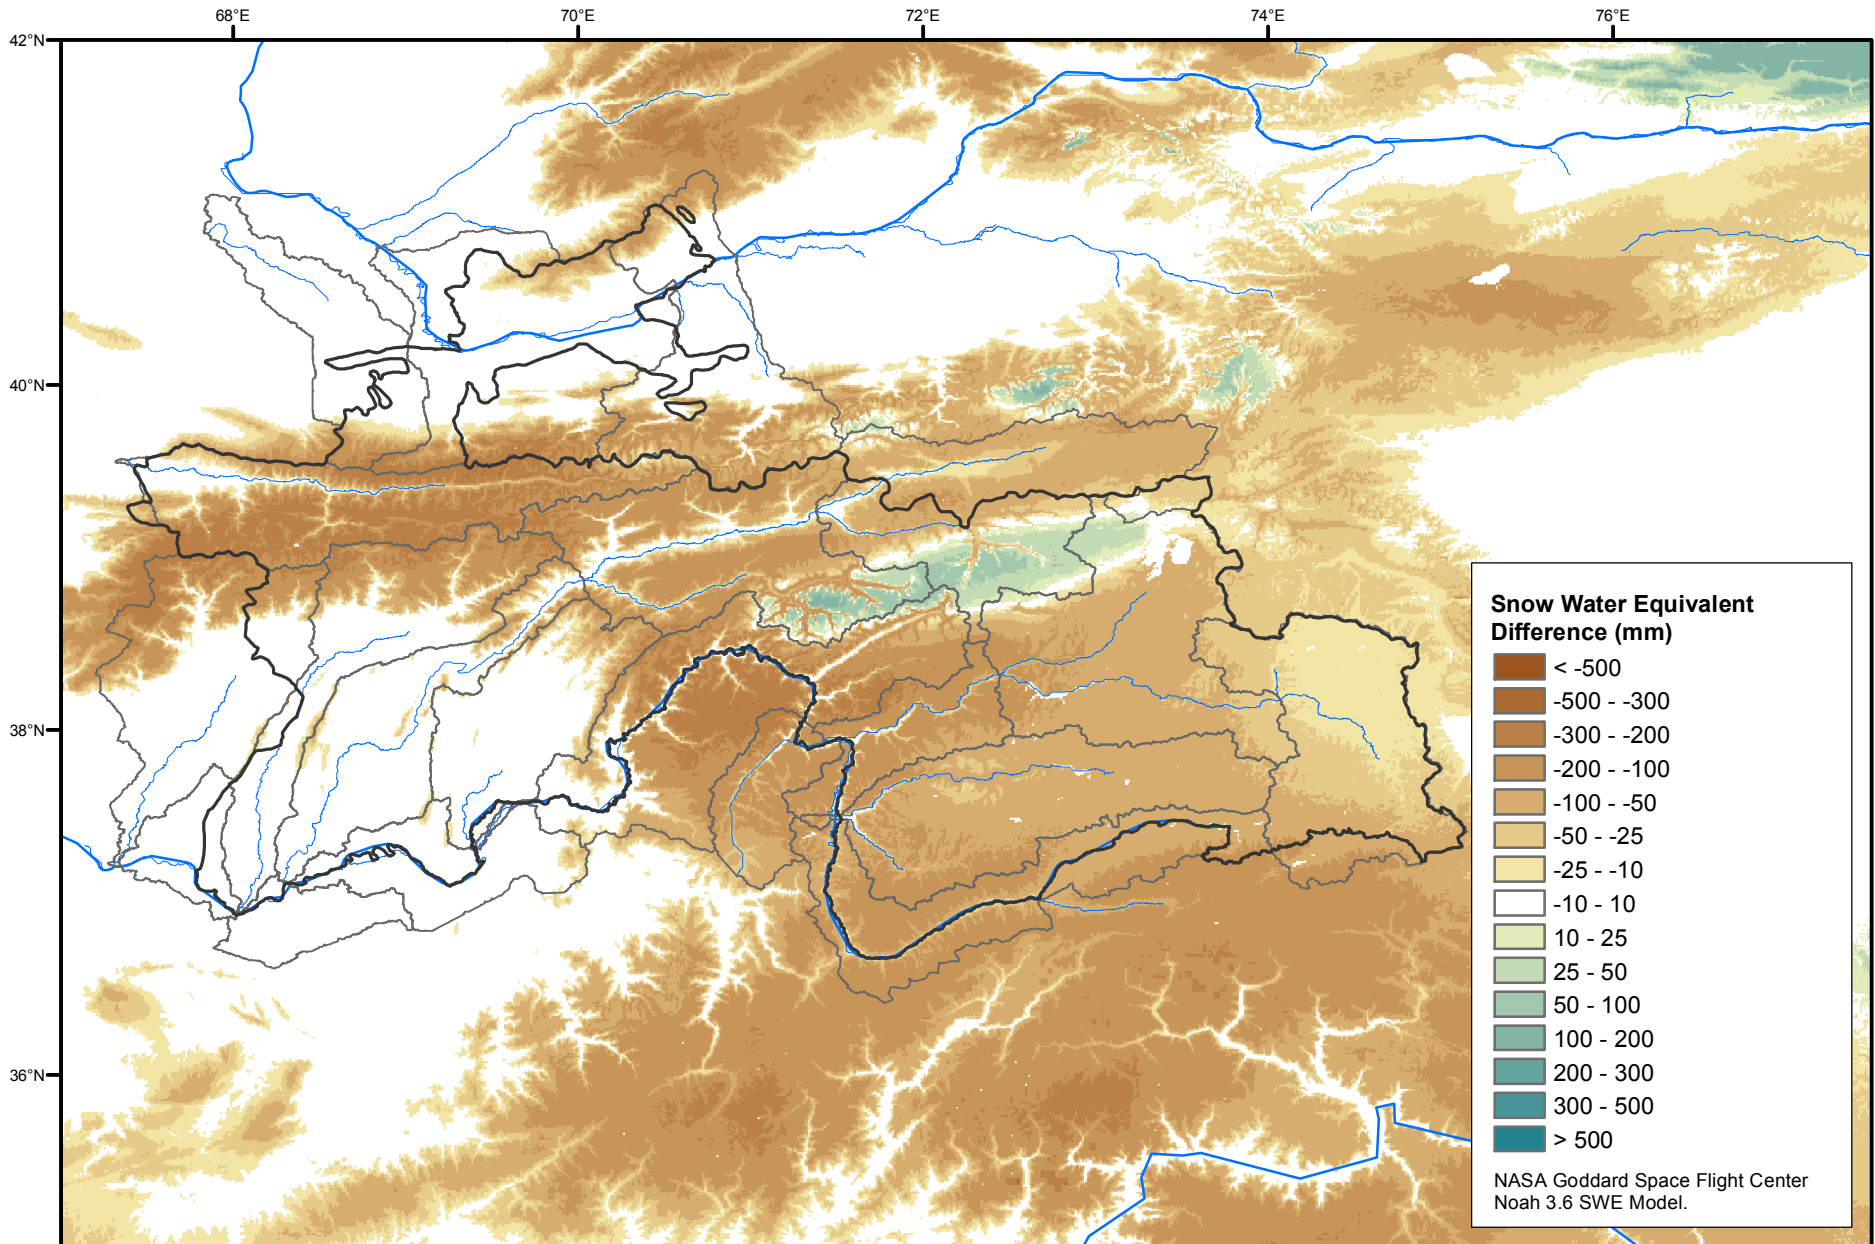 68°E
70°E
72°E
74°E
76°E
42°N
40°N
38°N
36°N
Snow Water Equivalent
Difference (mm)
< -500
-500 - -300
-300 - -200
-200 - -100
-100 - -50
-50 - -25
-25 - -10
-10 - 10
10 - 25
25 - 50
50 - 100
100 - 200
200 - 300
300 - 500
> 500
NASA Goddard Space Flight Center
Noah 3.6 SWE Model.